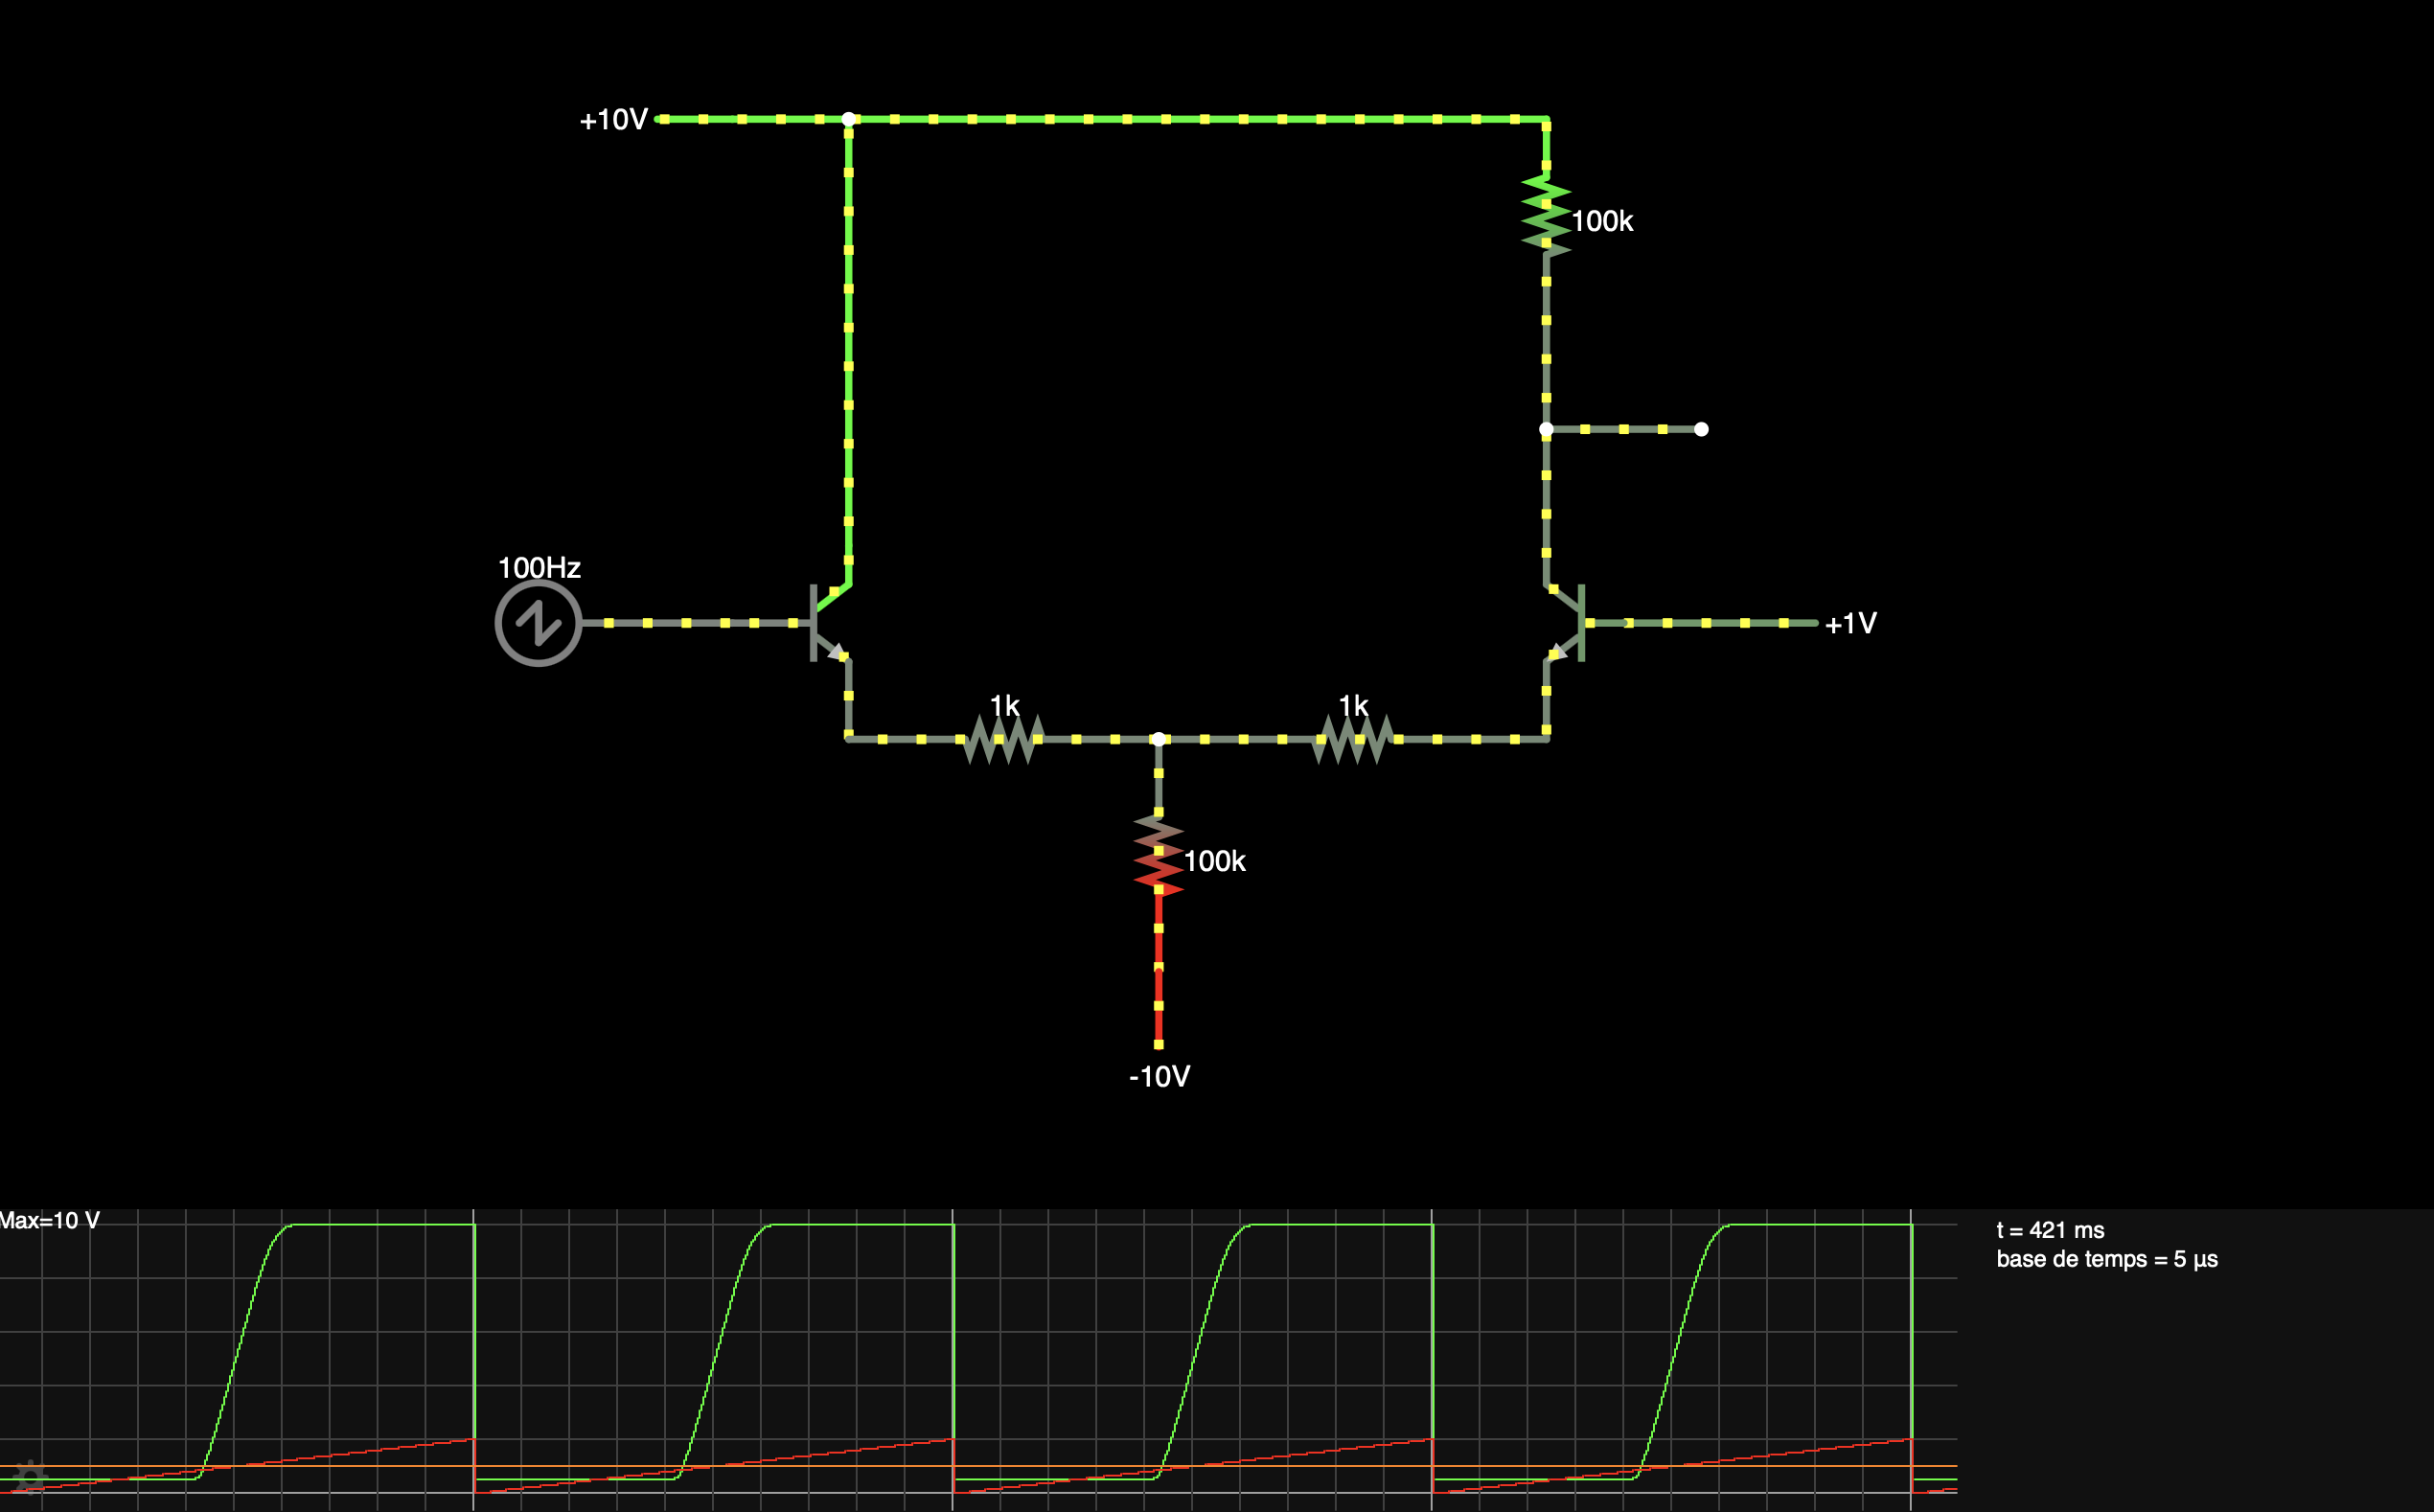 +10V
100k
100Hz
+1V
1k
1k
100k
-10V
Max=10 V
t = 421 ms
base de temps = 5 µs